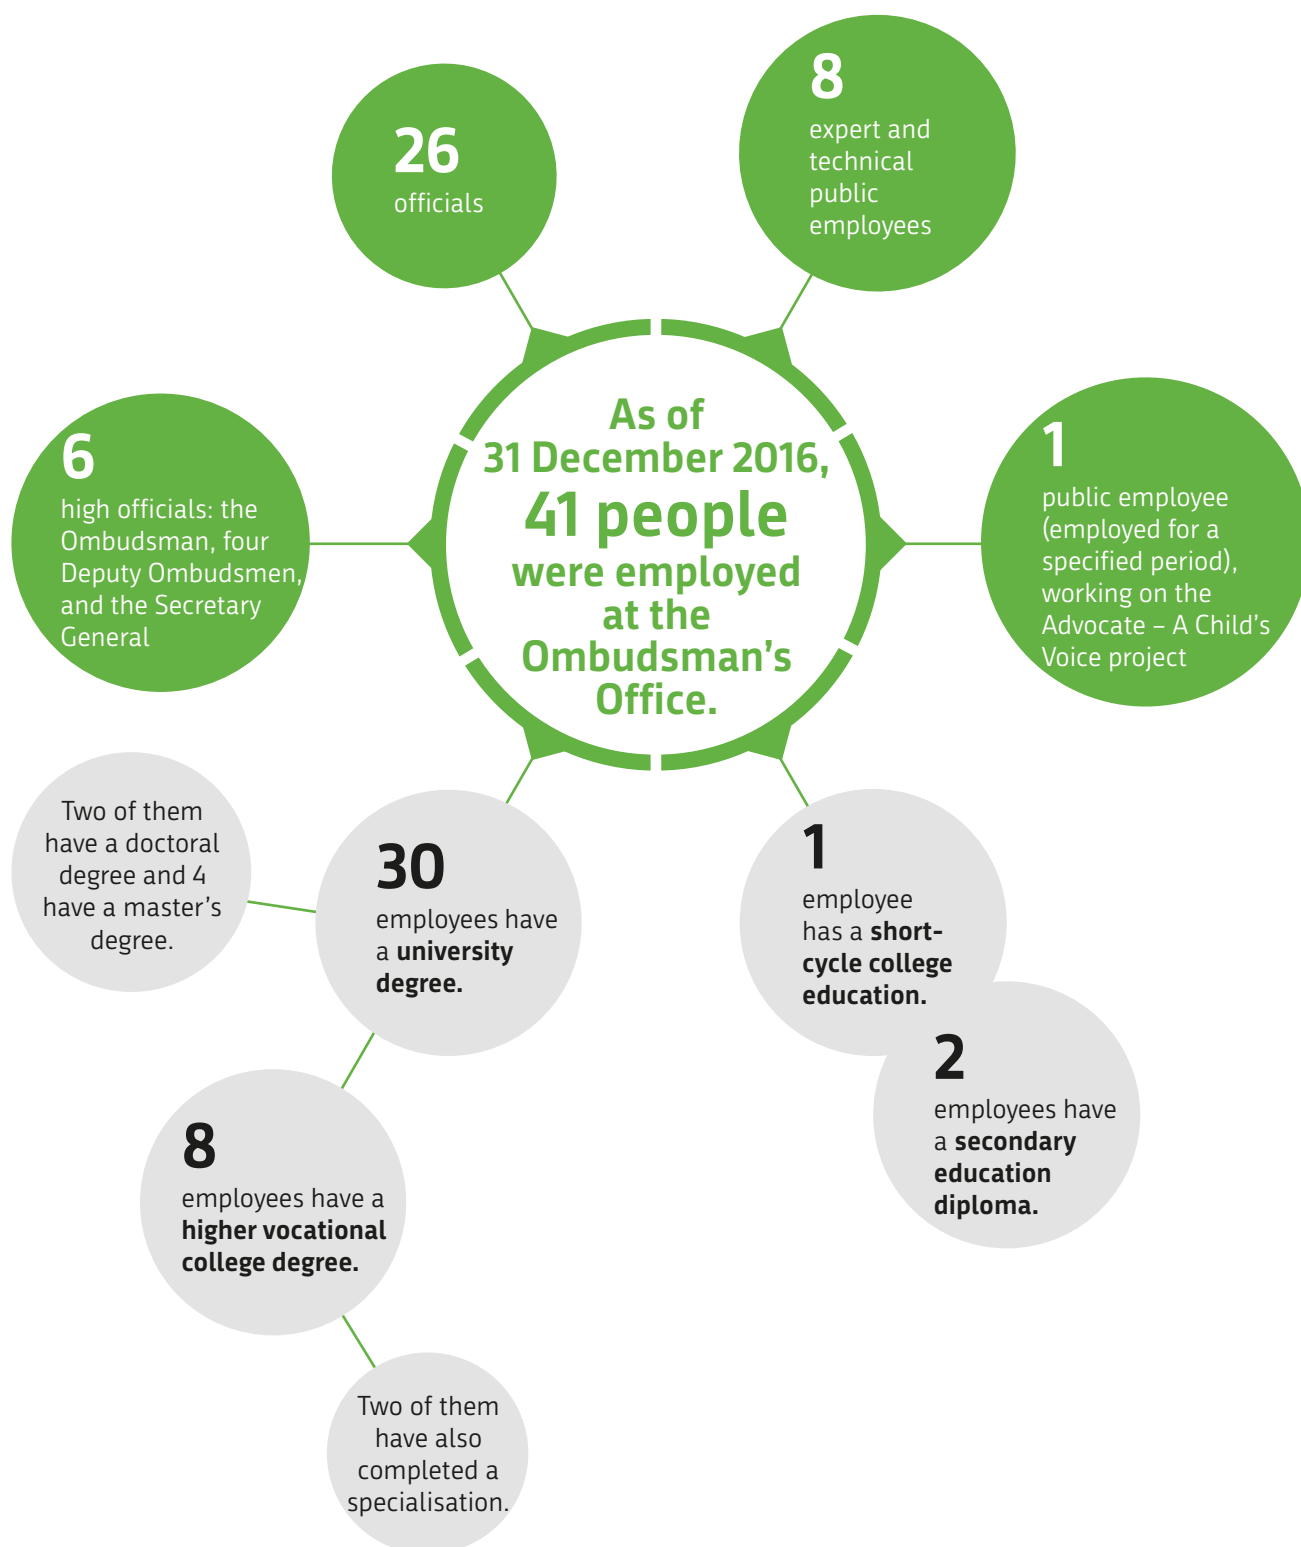 26
officials
8
expert and
technical
public
employees
6
high officials: the
Ombudsman, four
Deputy Ombudsmen,
and the Secretary
General
As of
31 December 2016,
41 people
were employed
at the
Ombudsman’s
Office.
1
public employee
(employed for a
specified period),
working on the
Advocate – A Child’s
Voice project
Two of them
have a doctoral
degree and 4
have a master’s
degree.
30
employees have
a university
degree.
1
employee
has a short-
cycle college
education.
2
employees have
a secondary
education
diploma.
8
employees have a
higher vocational
college degree.
Two of them
have also
completed a
specialisation.